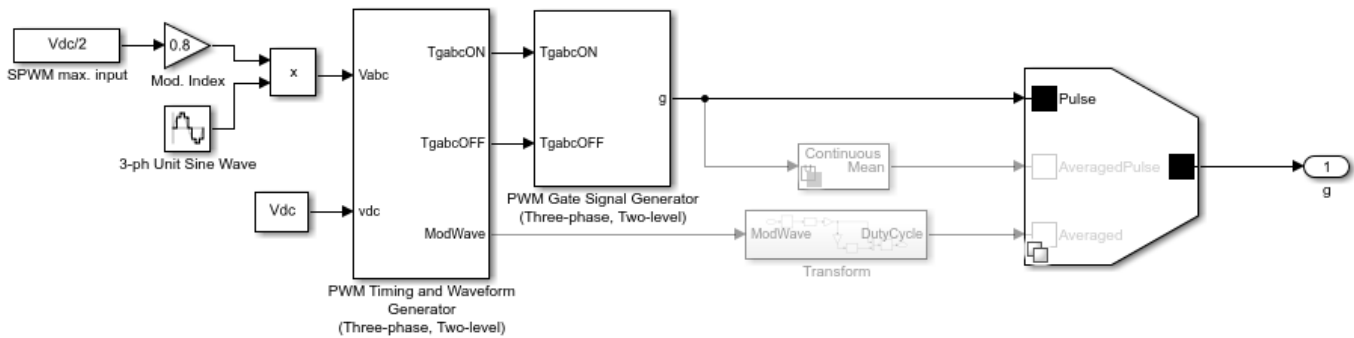 Vdc/2
SPWM max. input
0.8
Mod. Index
x
3-ph Unit Sine Wave
Vdc
Vabc
vdc
TgabcON
TgabcOFF
ModWave
PWM Timing and Waveform
Generator
(Three-phase, Two-level)
TgabcON
TgabcOFF
g
PWM Gate Signal Generator
(Three-phase, Two-level)
Continuous
u
Mean
ModWave
DutyCycle
Transform
Pulse
AveragedPulse
Averaged
1
g